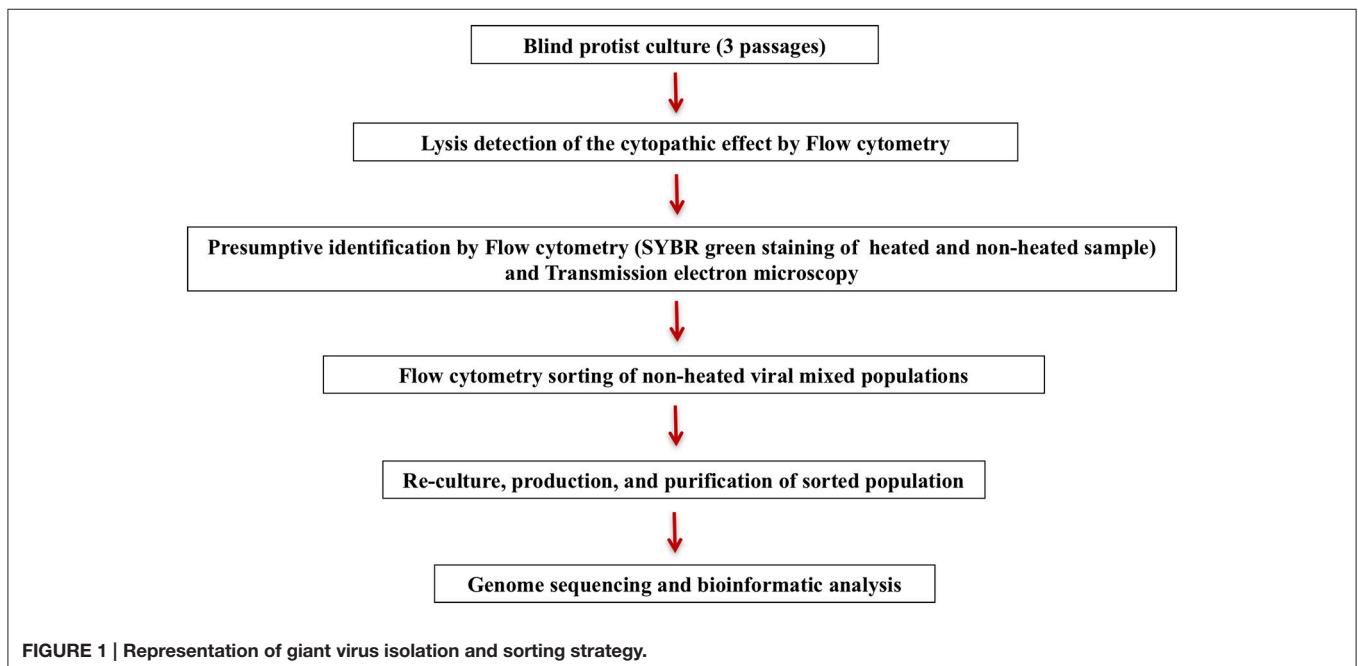 Blind protist culture (3 passages)
Lysis detection of the cytopathic effect by Flow cytometry
Presumptive identification by Flow cytometry (SYBR green staining of heated and non-heated sample)
and Transmission electron microscopy
Flow cytometry sorting of non-heated viral mixed populations
Re-culture, production, and purification of sorted population
Genome sequencing and bioinformatic analysis
FIGURE 1 | Representation of giant virus isolation and sorting strategy.